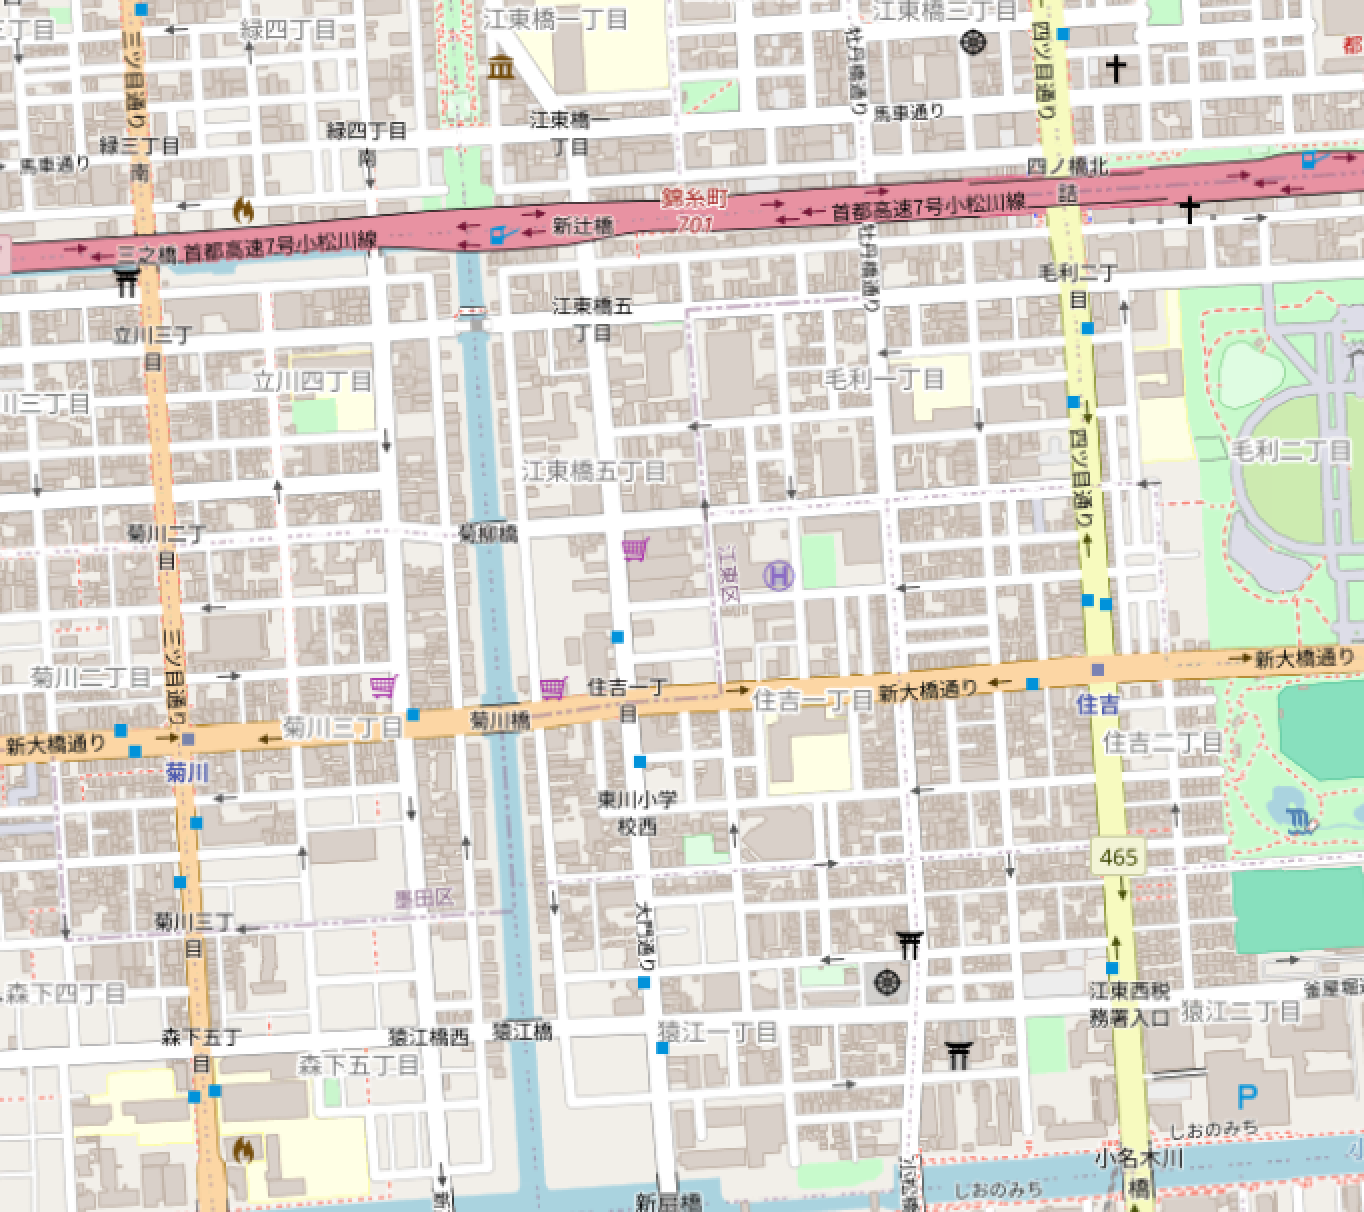 江東橋一丁目
江東橋三丁目
三丁目
緑四丁目
三ツ目通り
牡丹橋通り
四ツ目通り
都
江東橋一
丁目
馬車通り
緑四丁目
南
緑三丁目
南
馬車通り
四ノ橋北
詰
錦糸町
701
首都高速7号小松川線
新辻橋
三之橋
首都高速7号小松川線
牡丹橋通り
毛利二丁
目
江東橋五
丁目
立川三丁
目
立川四丁目
毛利一丁目
川三丁目
四ツ目通り
毛利二丁目
江東橋五丁目
菊川二丁
目
菊柳橋
江東区
H
三ツ目通り
新大橋通り
菊川二丁目
住吉一丁
目
住吉一丁目
新大橋通り
住吉
菊川三丁目
菊川橋
新大橋通り
住吉二丁目
菊川
東川小学
校西
465
墨田区
菊川三丁
目
大門通り
森下四丁目
江東西税
務署入口
釜屋堀通
猿江二丁目
森下五丁
目
猿江橋西
猿江橋
猿江一丁目
森下五丁目
P
しおのみち
小名木川
橋
しおのみち
新扇橋